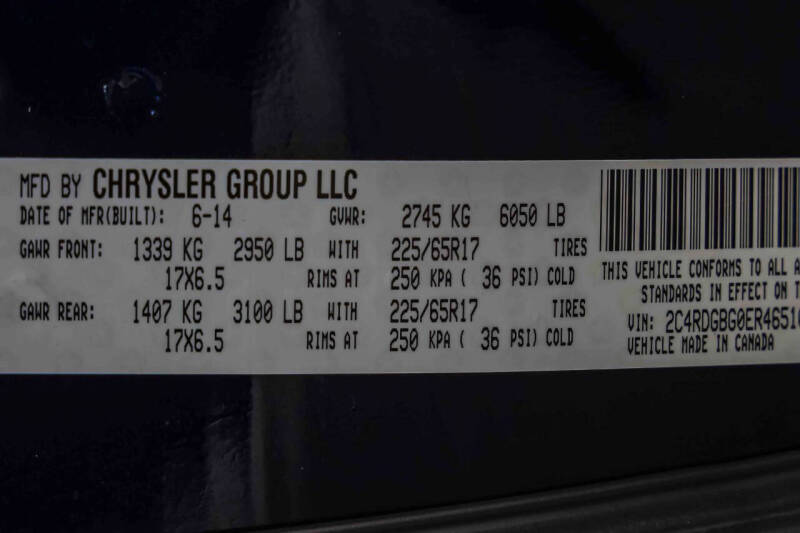 MFD BY CHRYSLER GROUP LLC
DATE OF MFR(BUILT): 6-14 GVWR: 2745 KG 6050 LB
GAWR FRONT: 1339 KG 2950 LB WITH 225/65R17 TIRES
17X6.5 RIMS AT 250 KPA ( 36 PSI) COLD
GAWR REAR: 1407 KG 3100 LB WITH 225/65R17 TIRES
17X6.5 RIMS AT 250 KPA ( 36 PSI) COLD
THIS VEHICLE CONFORMS TO ALL A
STANDARDS IN EFFECT ON T
VIN: 2C4RDGBG0ER46510
VEHICLE MADE IN CANADA